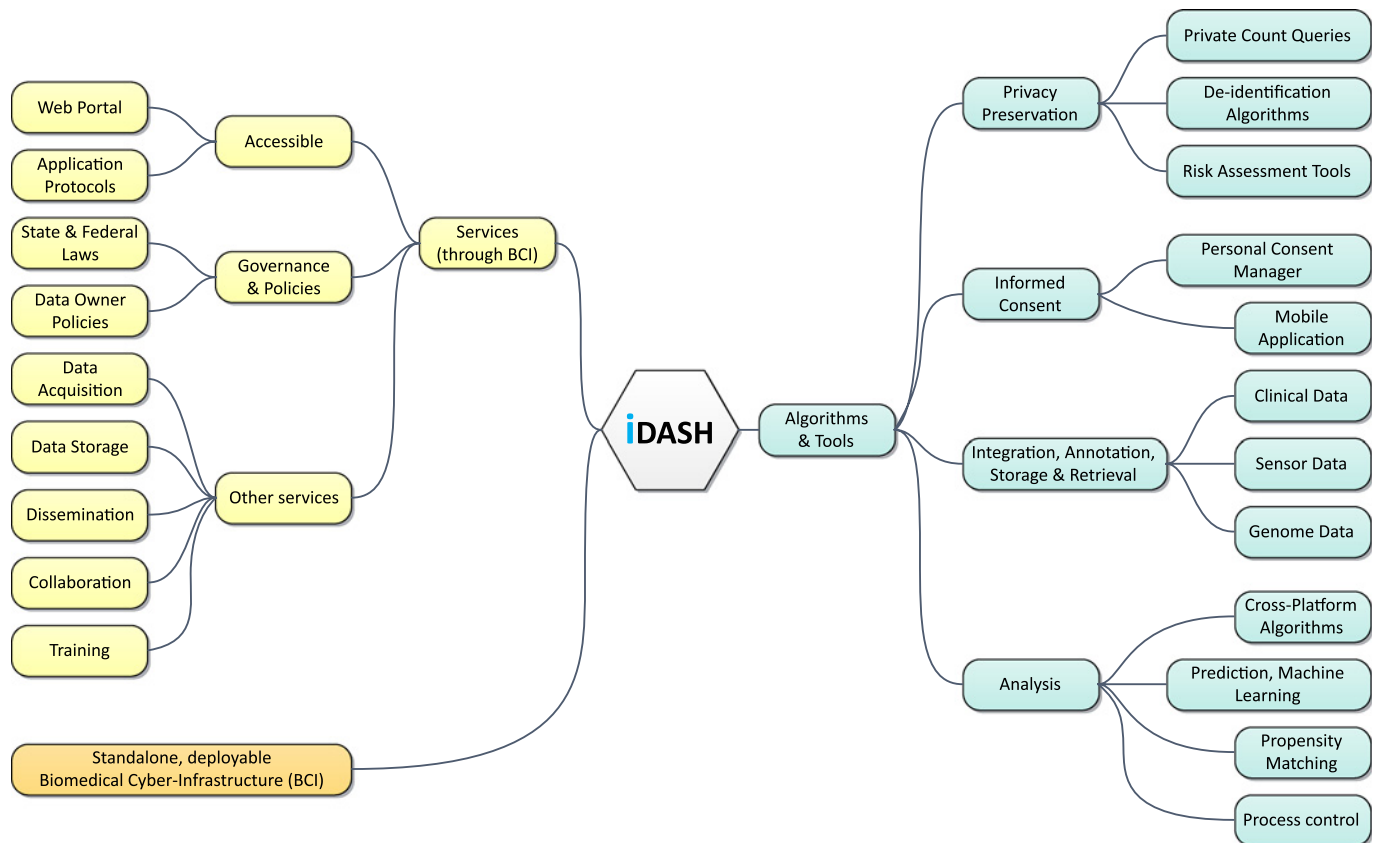 Web Portal
Application
Protocols
Accessible
State & Federal
Laws
Data Owner
Policies
Governance
& Policies
Data
Acquisition
Data Storage
Dissemination
Collaboration
Training
Other services
Services
(through BCI)
Standalone, deployable
Biomedical Cyber-Infrastructure (BCI)
iDASH
Algorithms
& Tools
Privacy
Preservation
Private Count Queries
De-identification
Algorithms
Risk Assessment Tools
Informed
Consent
Personal Consent
Manager
Mobile
Application
Integration, Annotation,
Storage & Retrieval
Clinical Data
Sensor Data
Genome Data
Analysis
Cross-Platform
Algorithms
Prediction, Machine
Learning
Propensity
Matching
Process control